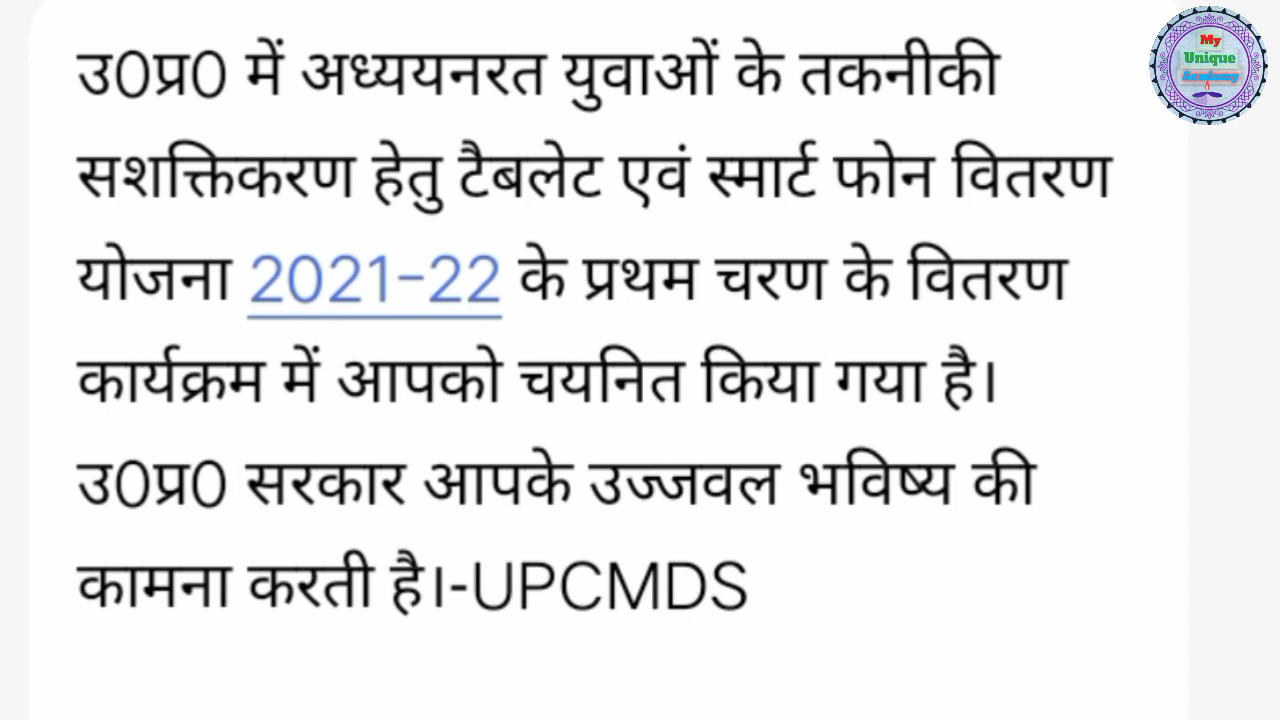 उ0प्र0 में अध्ययनरत युवाओं के तकनीकी
सशक्तिकरण हेतु टैबलेट एवं स्मार्ट फोन वितरण
योजना 2021-22 के प्रथम चरण के वितरण
कार्यक्रम में आपको चयनित किया गया है।
उ0प्र0 सरकार आपके उज्जवल भविष्य की
कामना करती है।-UPCMDS
My
Unique
Academy